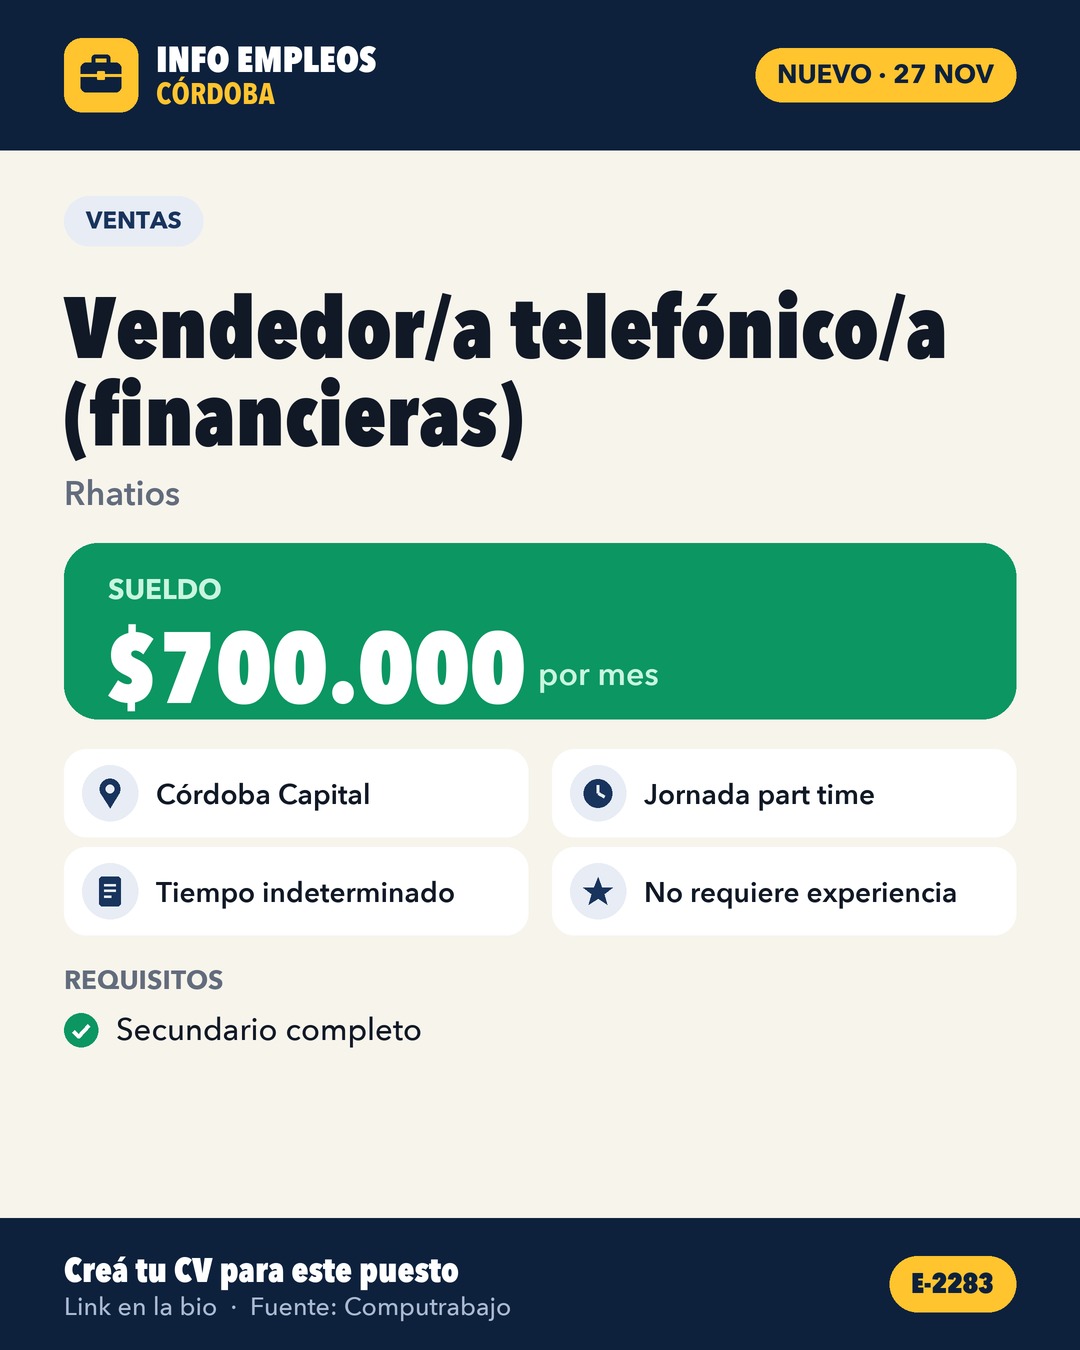 INFO EMPLEOS
CÓRDOBA
NUEVO · 27 NOV
VENTAS
Vendedor/a telefónico/a
(financieras)
Rhatios
SUELDO
$700.000 por mes
Córdoba Capital
Jornada part time
Tiempo indeterminado
No requiere experiencia
REQUISITOS
Secundario completo
Creá tu CV para este puesto
Link en la bio · Fuente: Computrabajo
E-2283